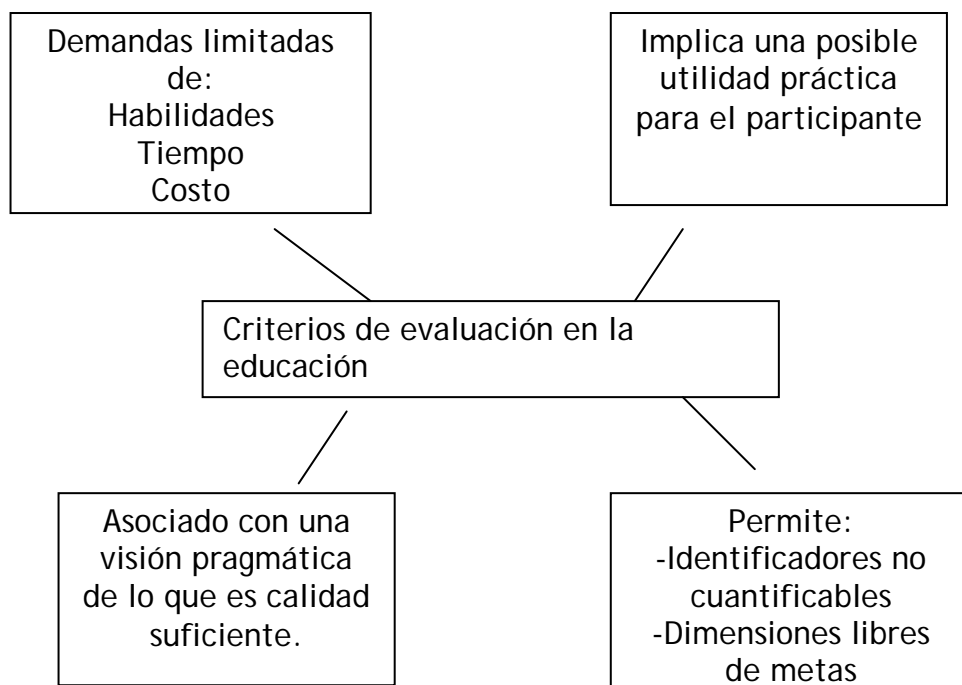 Demandas limitadas
de:
Habilidades
Tiempo
Costo
Implica una posible
utilidad práctica
para el participante
Criterios de evaluación en la
educación
Asociado con una
visión pragmática
de lo que es calidad
suficiente.
Permite:
-Identificadores no
cuantificables
-Dimensiones libres
de metas